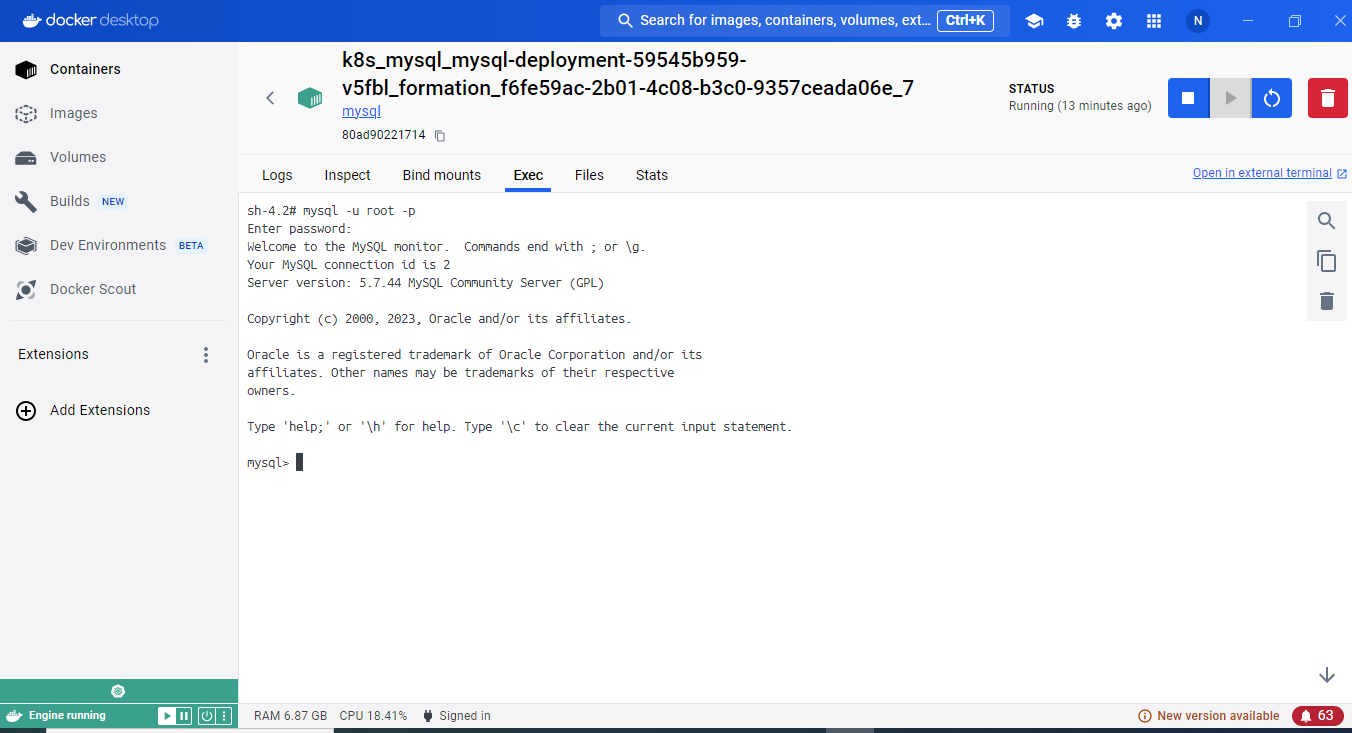 docker desktop
Search for images, containers, volumes, ext... Ctrl+K
N
Containers
Images
Volumes
Builds NEW
Dev Environments BETA
Docker Scout
Extensions
Add Extensions
k8s_mysql_mysql-deployment-59545b959-
v5fbl_formation_f6fe59ac-2b01-4c08-b3c0-9357ceada06e_7
mysql
80ad90221714
STATUS
Running (13 minutes ago)
Logs Inspect Bind mounts Exec Files Stats
Open in external terminal
sh-4.2# mysql -u root -p
Enter password:
Welcome to the MySQL monitor.  Commands end with ; or \g.
Your MySQL connection id is 2
Server version: 5.7.44 MySQL Community Server (GPL)
Copyright (c) 2000, 2023, Oracle and/or its affiliates.
Oracle is a registered trademark of Oracle Corporation and/or its
affiliates. Other names may be trademarks of their respective
owners.
Type 'help;' or '\h' for help. Type '\c' to clear the current input statement.
mysql>
Engine running
RAM 6.87 GB CPU 18.41% Signed in
New version available
63